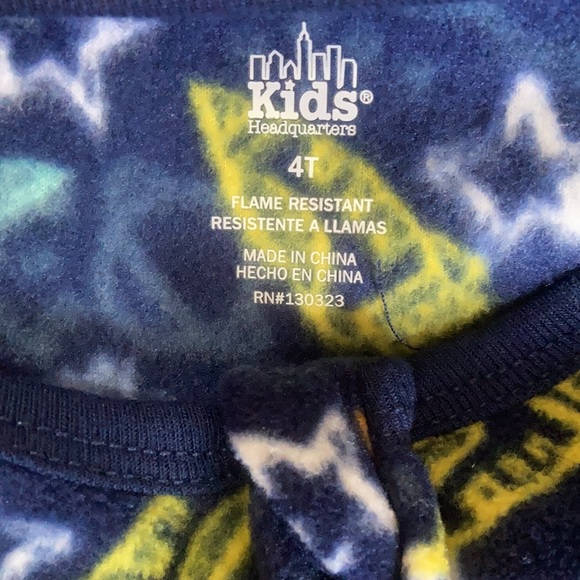 Kids®
Headquarters
4T
FLAME RESISTANT
RESISTENTE A LLAMAS
MADE IN CHINA
HECHO EN CHINA
RN#130323